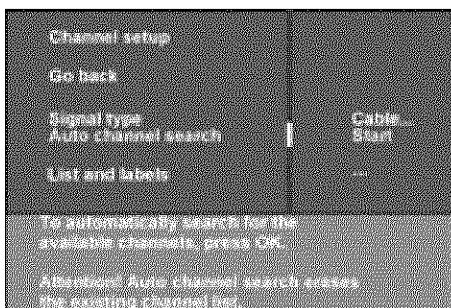 Channel setup
Go back
Signal type Cable...
Auto channel search Start
List and labels ---
To automatically search for the
available channels, press OK.
Attention! Auto channel search erases
the existing channel list.